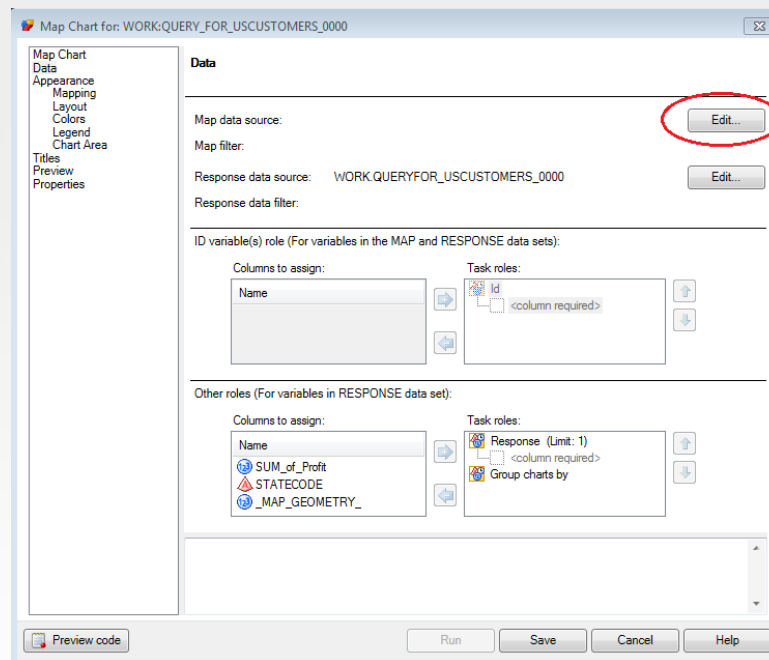 Map Chart for: WORK:QUERY_FOR_USCUSTOMERS_0000
Map Chart
Data
Appearance
Mapping
Layout
Colors
Legend
Chart Area
Titles
Preview
Properties
Data
Map data source:
Edit...
Map filter:
Response data source: WORK.QUERYFOR_USCUSTOMERS_0000
Edit...
Response data filter:
ID variable(s) role (For variables in the MAP and RESPONSE data sets):
Columns to assign:
Name
Task roles:
Id
<column required>
Other roles (For variables in RESPONSE data set):
Columns to assign:
Name
123 SUM_of_Profit
STATECODE
123 _MAP_GEOMETRY_
Task roles:
Response (Limit: 1)
<column required>
Group charts by
Preview code
Run
Save
Cancel
Help